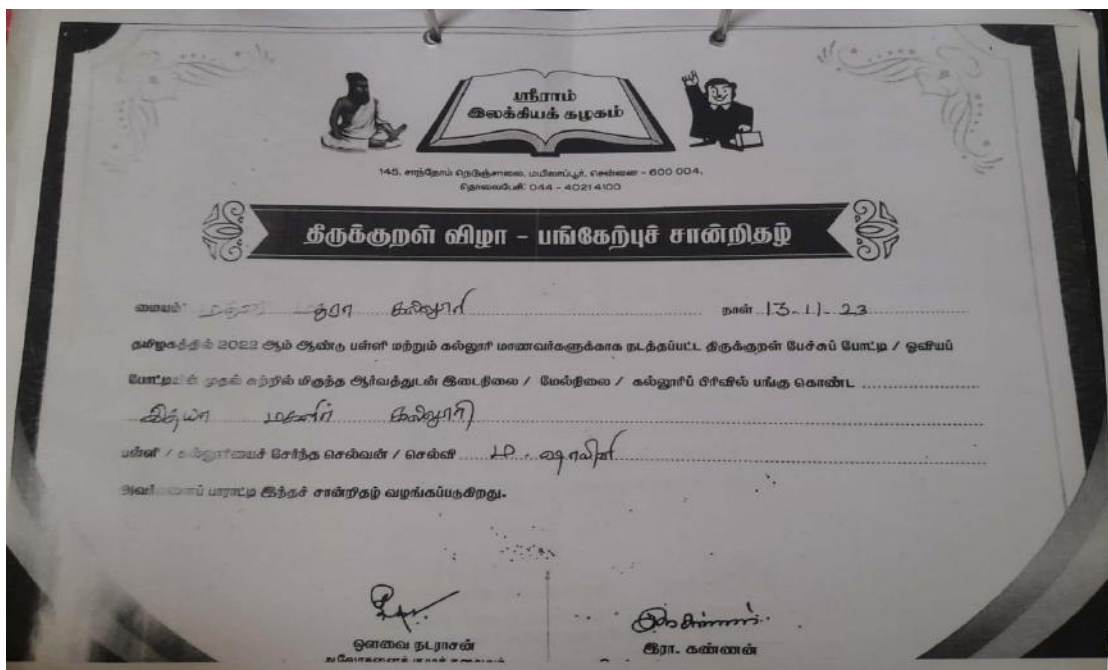 ஸ்ரீராம்
இலக்கியக் கழகம்
145, சாந்தோம் நெடுஞ்சாலை, மயிலாப்பூர், சென்னை - 600 004.
தொலைபேசி: 044 - 40214100
திருக்குறள் விழா - பங்கேற்புச் சான்றிதழ்
மையம் கல்லூரி நாள் 13-11-23
தமிழகத்தில் 2022 ஆம் ஆண்டு பள்ளி மற்றும் கல்லூரி மாணவர்களுக்காக நடத்தப்பட்ட திருக்குறள் பேச்சுப் போட்டி / ஓவியப்
போட்டியின் முதல் சுற்றில் மிகுந்த ஆர்வத்துடன் இடைநிலை / மேல்நிலை / கல்லூரிப் பிரிவில் பங்கு கொண்ட
மகளிர் கல்லூரி
பள்ளி / கல்லூரியைச் சேர்ந்த செல்வன் / செல்வி ம. ஷாலினி
பாராட்டி இந்தச் சான்றிதழ் வழங்கப்படுகிறது.
ஔவை நடராசன்
இரா. கண்ணன்